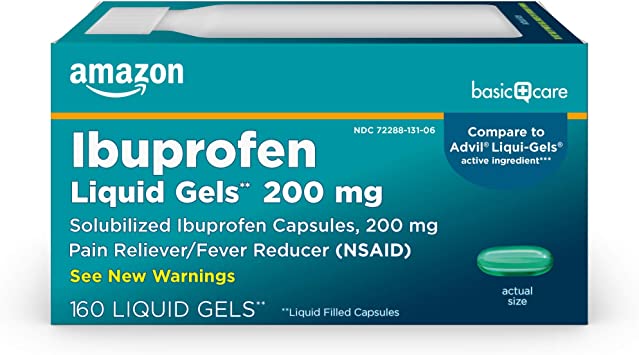 amazon
basic care
NDC 72288-131-06
Ibuprofen
Liquid Gels** 200 mg
Compare to
Advil® Liqui-Gels®
active ingredient***
Solubilized Ibuprofen Capsules, 200 mg
Pain Reliever/Fever Reducer (NSAID)
See New Warnings
160 LIQUID GELS**
**Liquid Filled Capsules
actual
size